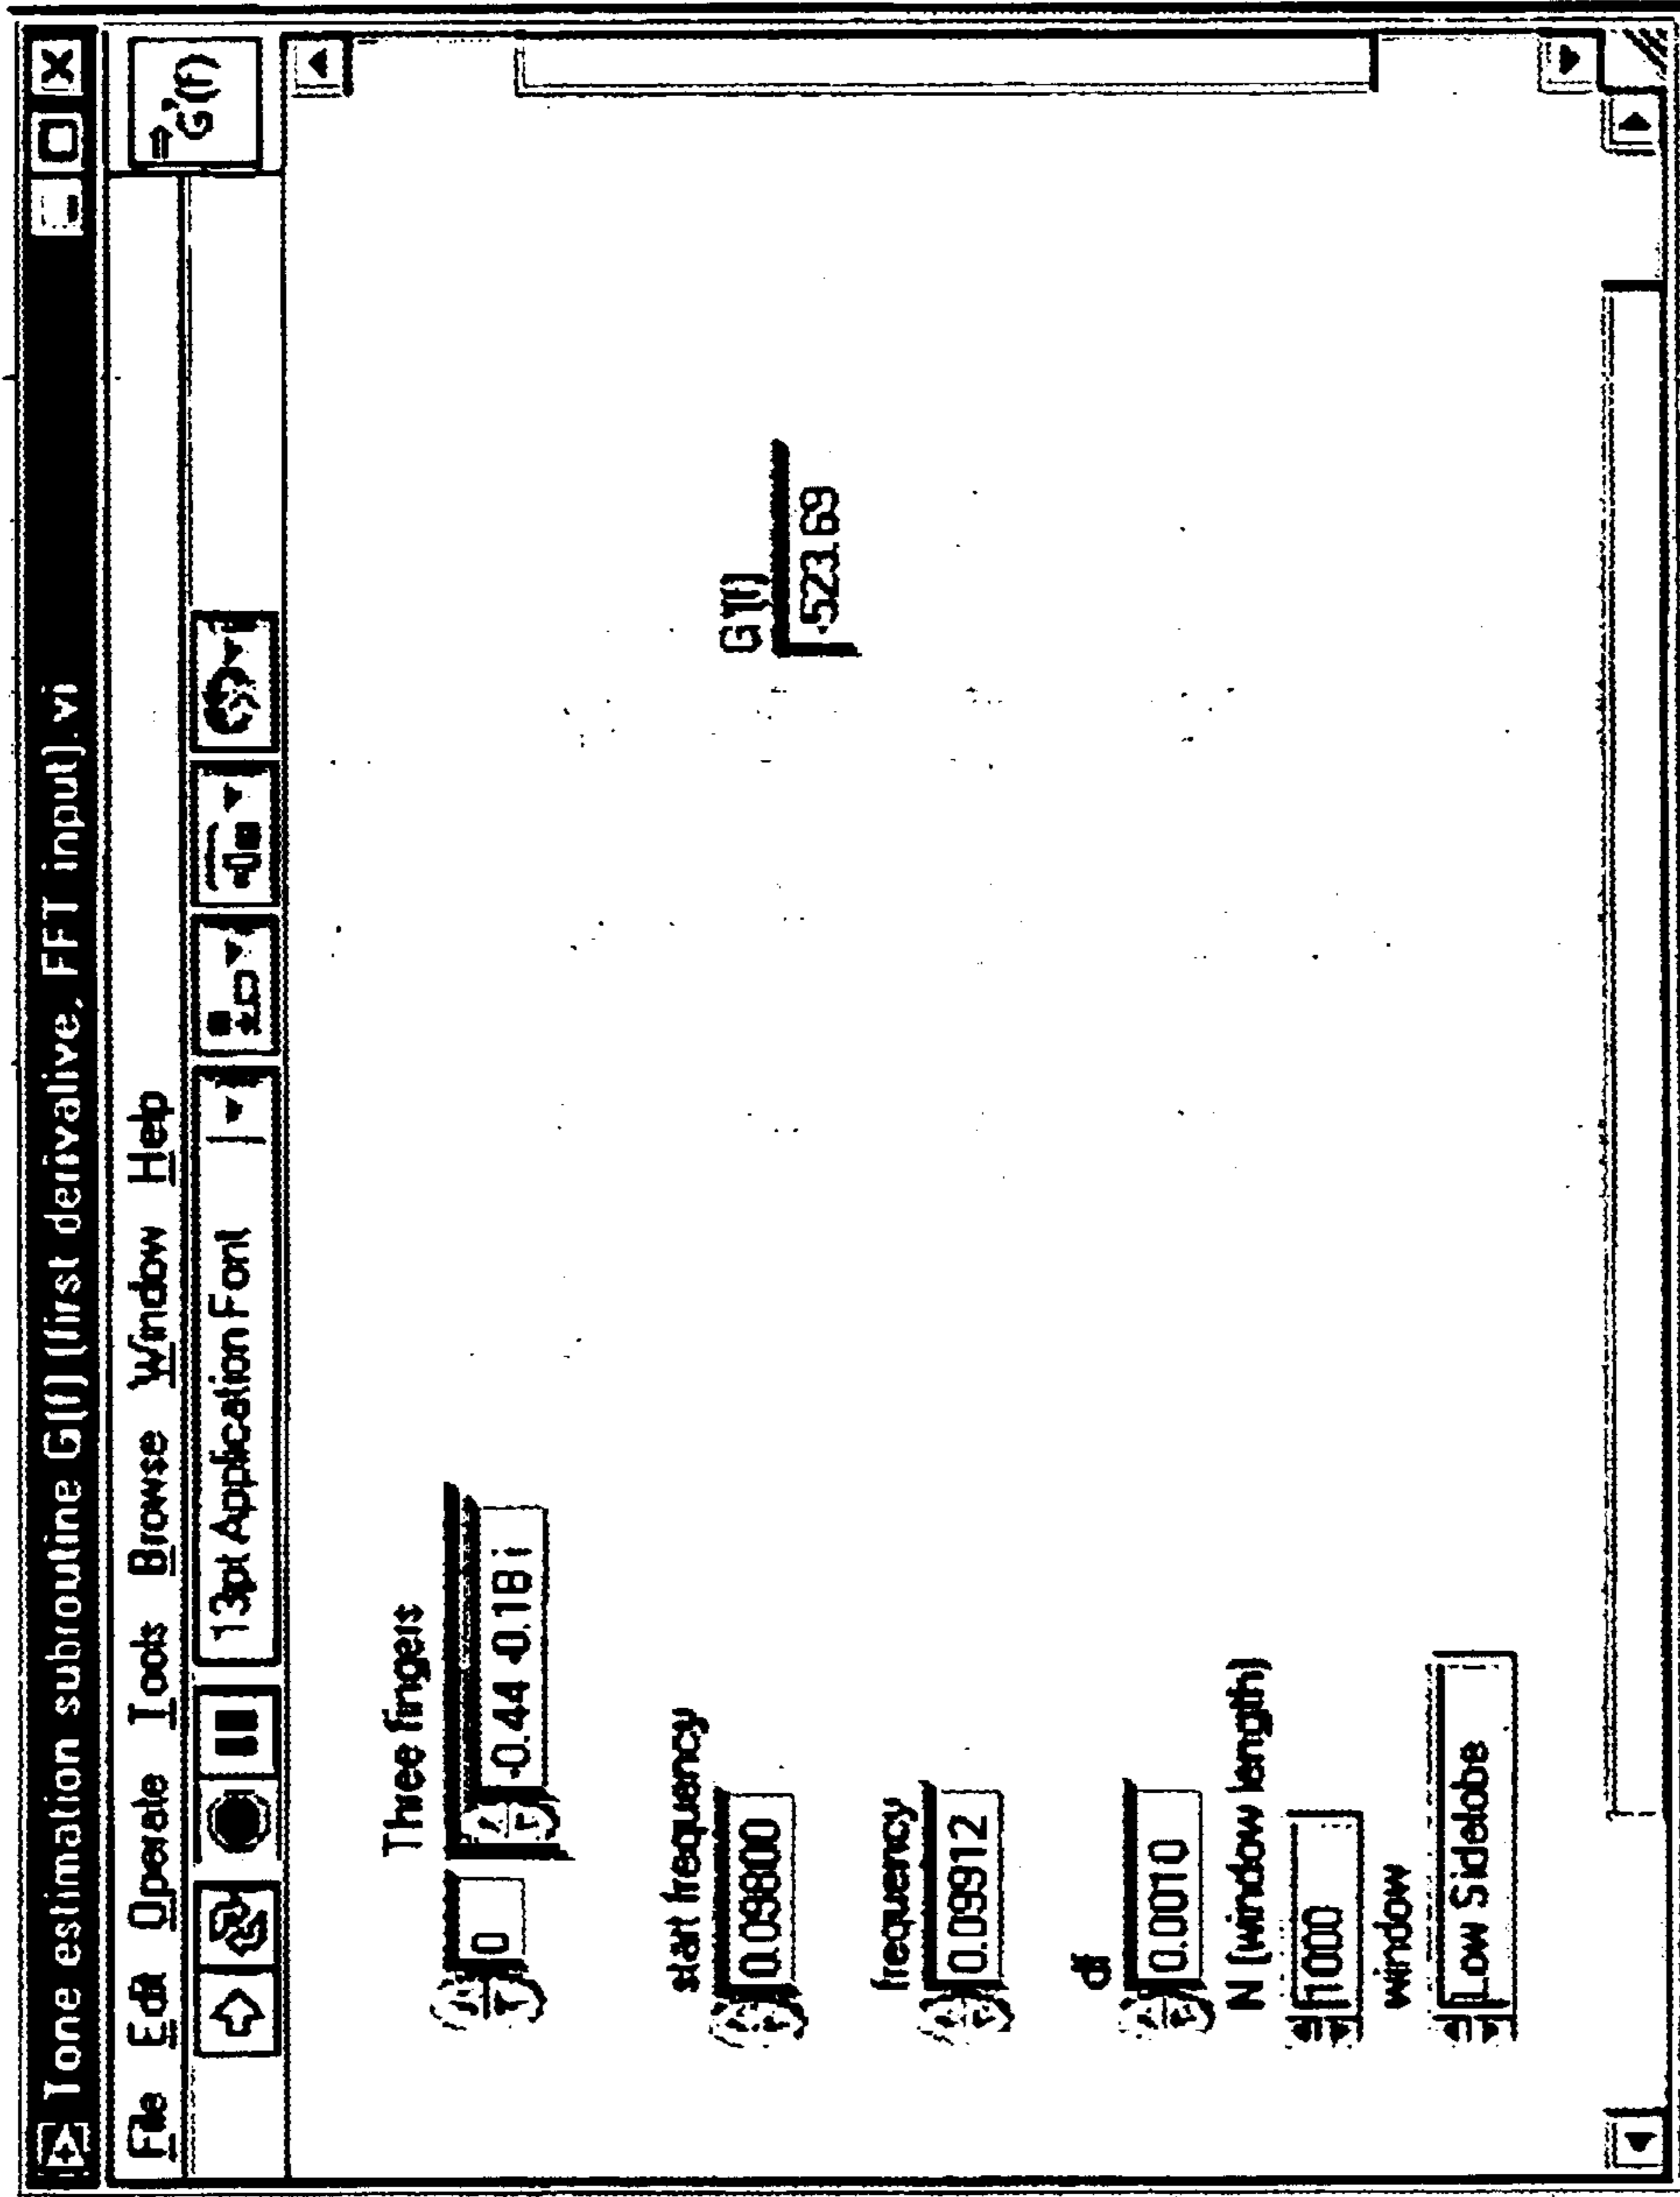 Tone estimation subroutine G'(f) (first derivative, FFT input).vi
File Edit Operate Tools Browse Window Help
13pt Application Font
G'(f)
Three fingers
0
-0.44 -0.18 i
start frequency
0.09800
frequency
0.09912
df
0.0010
N (window length)
1000
window
Low Sidelobe
G'(f)
-523.69